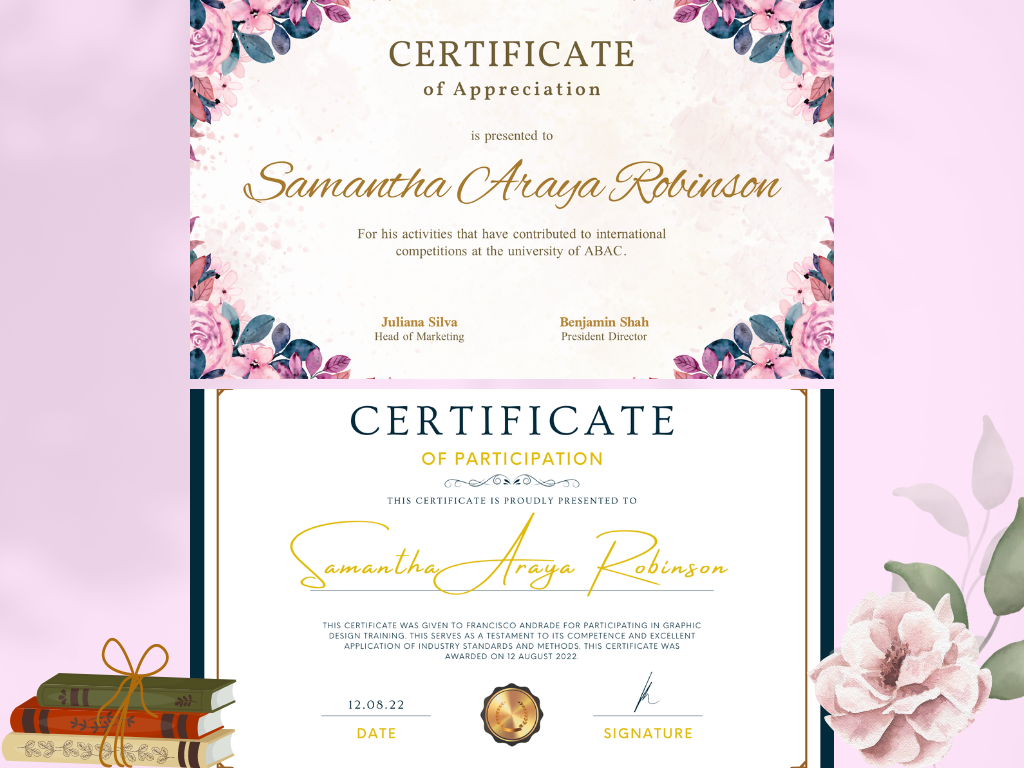 CERTIFICATE
of Appreciation
is presented to
Samantha Araya Robinson
For his activities that have contributed to international
competitions at the university of ABAC.
Juliana Silva
Head of Marketing
Benjamin Shah
President Director
CERTIFICATE
OF PARTICIPATION
THIS CERTIFICATE IS PROUDLY PRESENTED TO
Samantha Araya Robinson
THIS CERTIFICATE WAS GIVEN TO FRANCISCO ANDRADE FOR PARTICIPATING IN GRAPHIC
DESIGN TRAINING. THIS SERVES AS A TESTAMENT TO ITS COMPETENCE AND EXCELLENT
APPLICATION OF INDUSTRY STANDARDS AND METHODS. THIS CERTIFICATE WAS
AWARDED ON 12 AUGUST 2022.
12.08.22
DATE
SIGNATURE